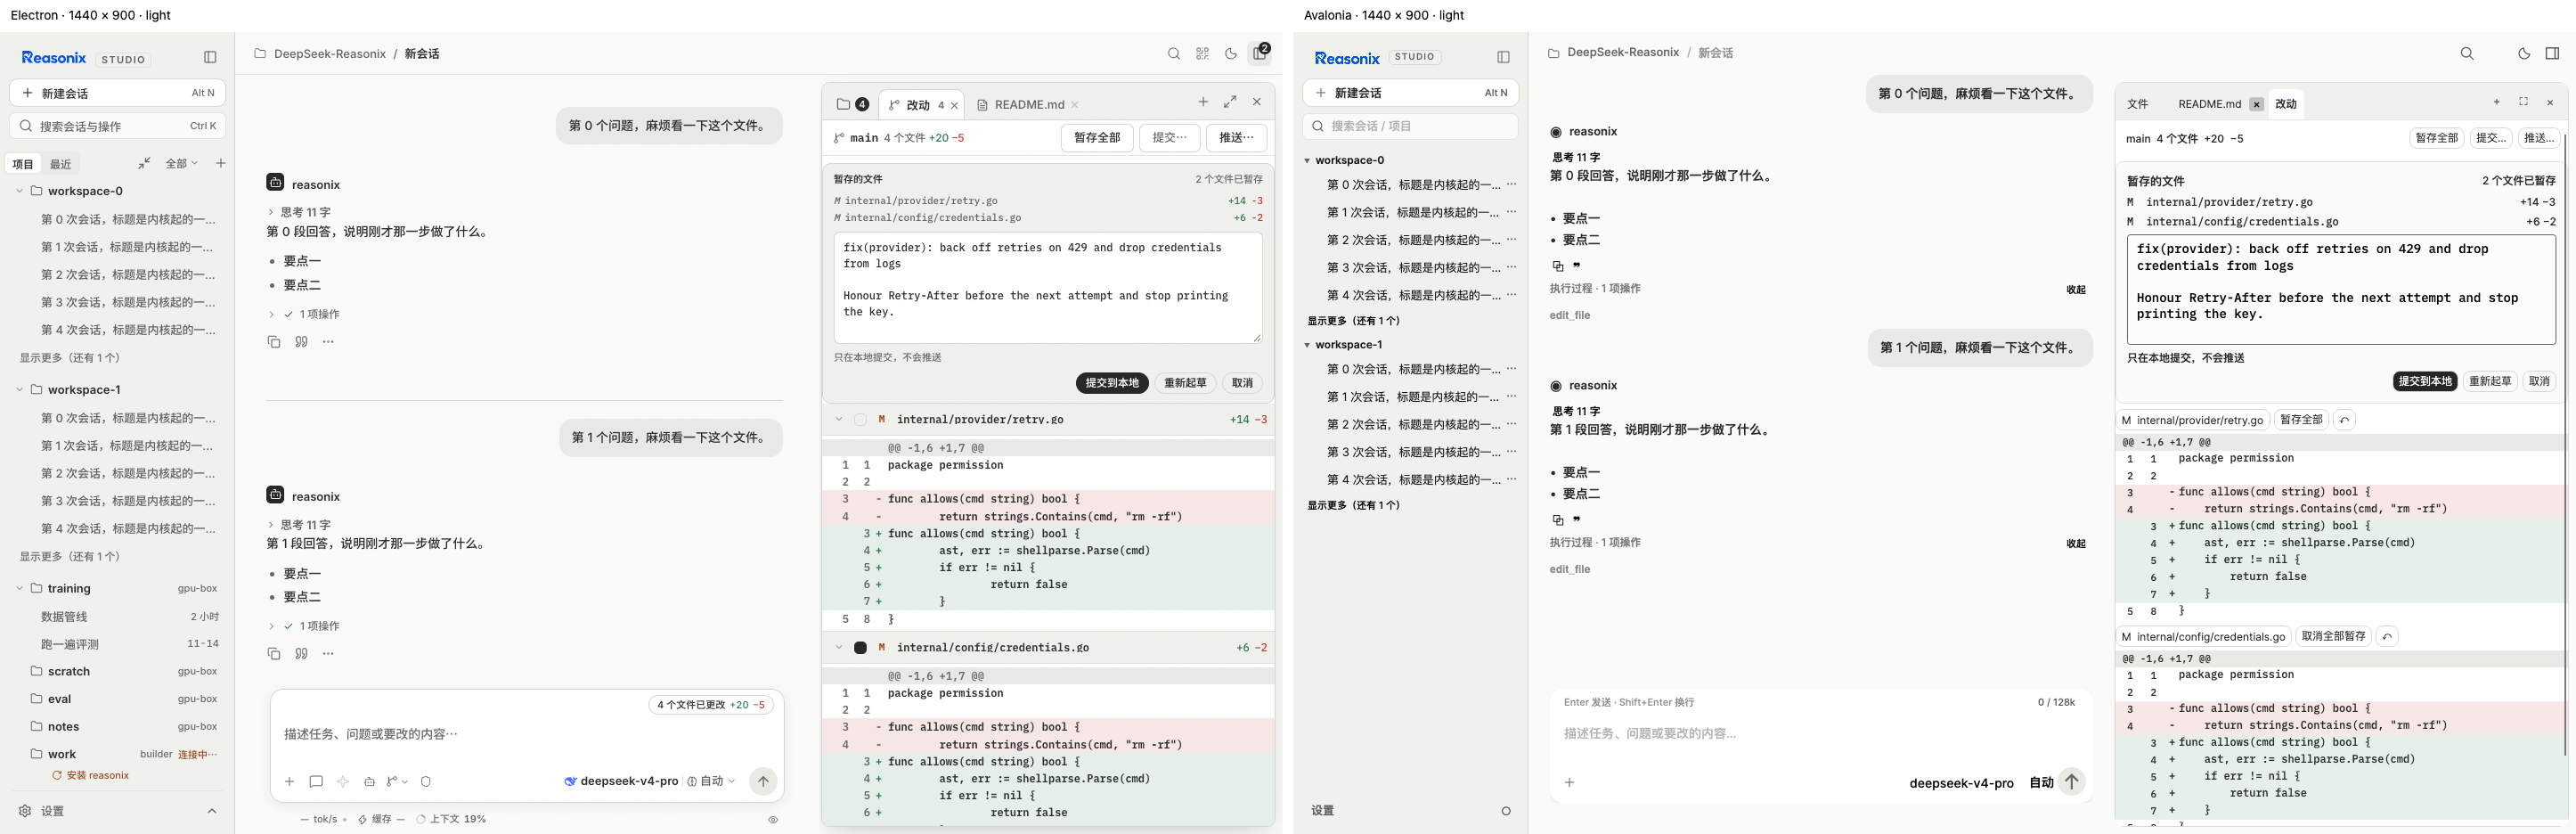 Electron · 1440 × 900 · light
Reasonix STUDIO
新建会话 Alt N
搜索会话与操作 Ctrl K
项目 最近 全部
workspace-0
第 0 次会话，标题是内核起的一...
第 1 次会话，标题是内核起的一...
第 2 次会话，标题是内核起的一...
第 3 次会话，标题是内核起的一...
第 4 次会话，标题是内核起的一...
显示更多（还有 1 个）
workspace-1
第 0 次会话，标题是内核起的一...
第 1 次会话，标题是内核起的一...
第 2 次会话，标题是内核起的一...
第 3 次会话，标题是内核起的一...
第 4 次会话，标题是内核起的一...
显示更多（还有 1 个）
training gpu-box
数据管线 2 小时
跑一遍评测 11-14
scratch gpu-box
eval gpu-box
notes gpu-box
work builder 连接中…
安装 reasonix
设置
DeepSeek-Reasonix / 新会话
2
第 0 个问题，麻烦看一下这个文件。
reasonix
思考 11 字
第 0 段回答，说明刚才那一步做了什么。
• 要点一
• 要点二
1 项操作
第 1 个问题，麻烦看一下这个文件。
reasonix
思考 11 字
第 1 段回答，说明刚才那一步做了什么。
• 要点一
• 要点二
1 项操作
4 个文件已更改 +20 −5
描述任务、问题或要改的内容…
deepseek-v4-pro 自动
— tok/s 缓存 — 上下文 19%
4 改动 4 × README.md ×
main 4 个文件 +20 −5 暂存全部 提交… 推送…
暂存的文件 2 个文件已暂存
M internal/provider/retry.go +14 -3
M internal/config/credentials.go +6 -2
fix(provider): back off retries on 429 and drop credentials
from logs
Honour Retry-After before the next attempt and stop printing
the key.
只在本地提交，不会推送
提交到本地 重新起草 取消
M internal/provider/retry.go +14 −3
@@ -1,6 +1,7 @@
1 1 package permission
2 2
3 - func allows(cmd string) bool {
4 - return strings.Contains(cmd, "rm -rf")
3 + func allows(cmd string) bool {
4 + ast, err := shellparse.Parse(cmd)
5 + if err != nil {
6 + return false
7 + }
5 8 }
M internal/config/credentials.go +6 −2
@@ -1,6 +1,7 @@
1 1 package permission
2 2
3 - func allows(cmd string) bool {
4 - return strings.Contains(cmd, "rm -rf")
3 + func allows(cmd string) bool {
4 + ast, err := shellparse.Parse(cmd)
5 + if err != nil {
6 + return false
Avalonia · 1440 × 900 · light
Reasonix STUDIO
新建会话 Alt N
搜索会话 / 项目
workspace-0
第 0 次会话，标题是内核起的一... ···
第 1 次会话，标题是内核起的一... ···
第 2 次会话，标题是内核起的一... ···
第 3 次会话，标题是内核起的一... ···
第 4 次会话，标题是内核起的一... ···
显示更多（还有 1 个）
workspace-1
第 0 次会话，标题是内核起的一... ···
第 1 次会话，标题是内核起的一... ···
第 2 次会话，标题是内核起的一... ···
第 3 次会话，标题是内核起的一... ···
第 4 次会话，标题是内核起的一... ···
显示更多（还有 1 个）
设置
DeepSeek-Reasonix / 新会话
第 0 个问题，麻烦看一下这个文件。
reasonix
思考 11 字
第 0 段回答，说明刚才那一步做了什么。
• 要点一
• 要点二
执行过程 · 1 项操作 收起
edit_file
第 1 个问题，麻烦看一下这个文件。
reasonix
思考 11 字
第 1 段回答，说明刚才那一步做了什么。
• 要点一
• 要点二
执行过程 · 1 项操作 收起
edit_file
Enter 发送 · Shift+Enter 换行 0 / 128k
描述任务、问题或要改的内容...
deepseek-v4-pro 自动
文件 README.md × 改动
main 4 个文件 +20 −5 暂存全部 提交... 推送...
暂存的文件 2 个文件已暂存
M internal/provider/retry.go +14 −3
M internal/config/credentials.go +6 −2
fix(provider): back off retries on 429 and drop
credentials from logs
Honour Retry-After before the next attempt and stop
printing the key.
只在本地提交，不会推送
提交到本地 重新起草 取消
M internal/provider/retry.go 暂存全部
@@ -1,6 +1,7 @@
1 1 package permission
2 2
3 - func allows(cmd string) bool {
4 - return strings.Contains(cmd, "rm -rf")
3 + func allows(cmd string) bool {
4 + ast, err := shellparse.Parse(cmd)
5 + if err != nil {
6 + return false
7 + }
5 8 }
M internal/config/credentials.go 取消全部暂存
@@ -1,6 +1,7 @@
1 1 package permission
2 2
3 - func allows(cmd string) bool {
4 - return strings.Contains(cmd, "rm -rf")
3 + func allows(cmd string) bool {
4 + ast, err := shellparse.Parse(cmd)
5 + if err != nil {
6 + return false
7 + }